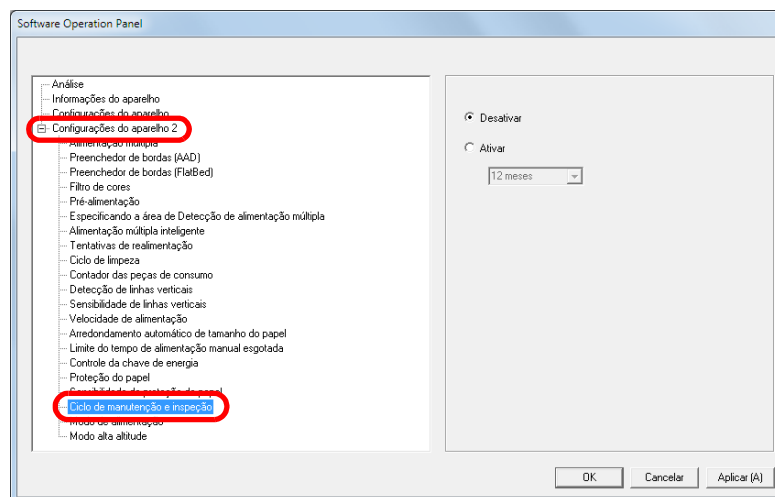 Software Operation Panel
Análise
Informações do aparelho
Configurações do aparelho
Configurações do aparelho 2
Alimentação múltipla
Preenchedor de bordas (AAD)
Preenchedor de bordas (FlatBed)
Filtro de cores
Pré-alimentação
Especificando a área de Detecção de alimentação múltipla
Alimentação múltipla inteligente
Tentativas de realimentação
Ciclo de limpeza
Contador das peças de consumo
Detecção de linhas verticais
Sensibilidade de linhas verticais
Velocidade de alimentação
Arredondamento automático de tamanho do papel
Limite do tempo de alimentação manual esgotada
Controle da chave de energia
Proteção do papel
Sensibilidade de proteção de papel
Ciclo de manutenção e inspeção
Modo de alimentação
Modo alta altitude
Desativar
Ativar
12 meses
OK
Cancelar
Aplicar (A)